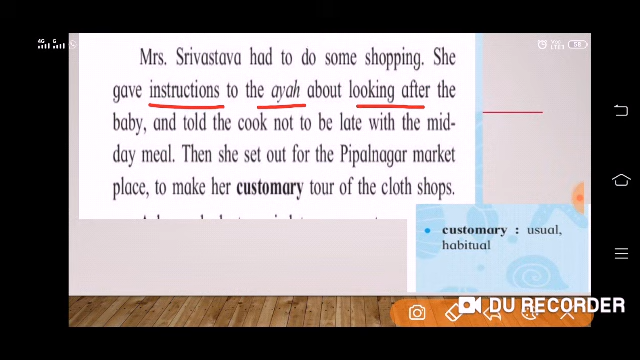 Mrs. Srivastava had to do some shopping. She
gave instructions to the ayah about looking after the
baby, and told the cook not to be late with the mid-
day meal. Then she set out for the Pipalnagar market
place, to make her customary tour of the cloth shops.
customary : usual,
habitual
DU RECORDER